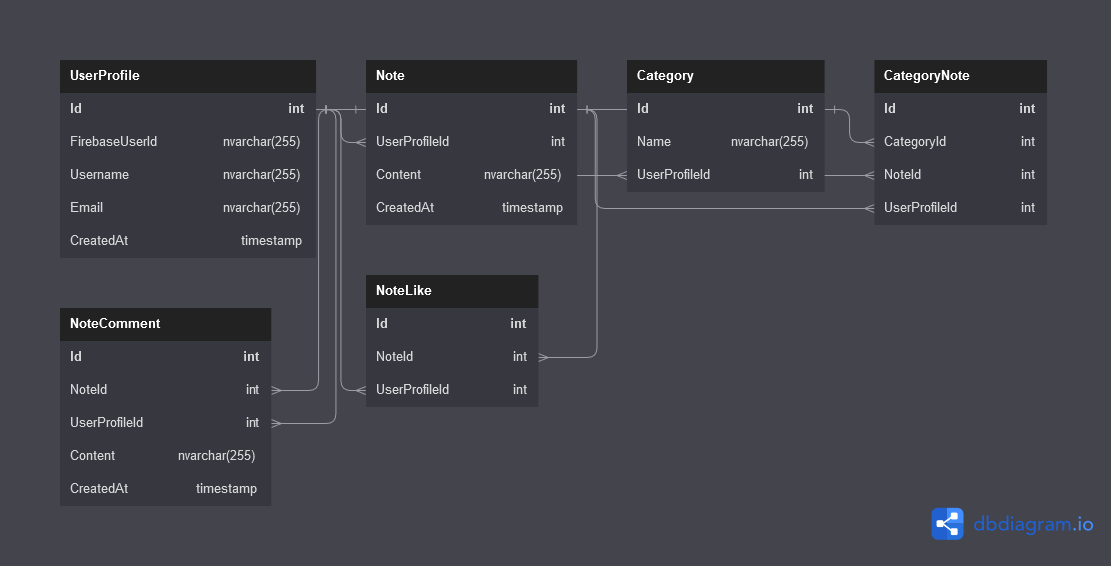 UserProfile
Id int
FirebaseUserId nvarchar(255)
Username nvarchar(255)
Email nvarchar(255)
CreatedAt timestamp
Note
Id int
UserProfileId int
Content nvarchar(255)
CreatedAt timestamp
Category
Id int
Name nvarchar(255)
UserProfileId int
CategoryNote
Id int
CategoryId int
NoteId int
UserProfileId int
NoteComment
Id int
NoteId int
UserProfileId int
Content nvarchar(255)
CreatedAt timestamp
NoteLike
Id int
NoteId int
UserProfileId int
dbdiagram.io